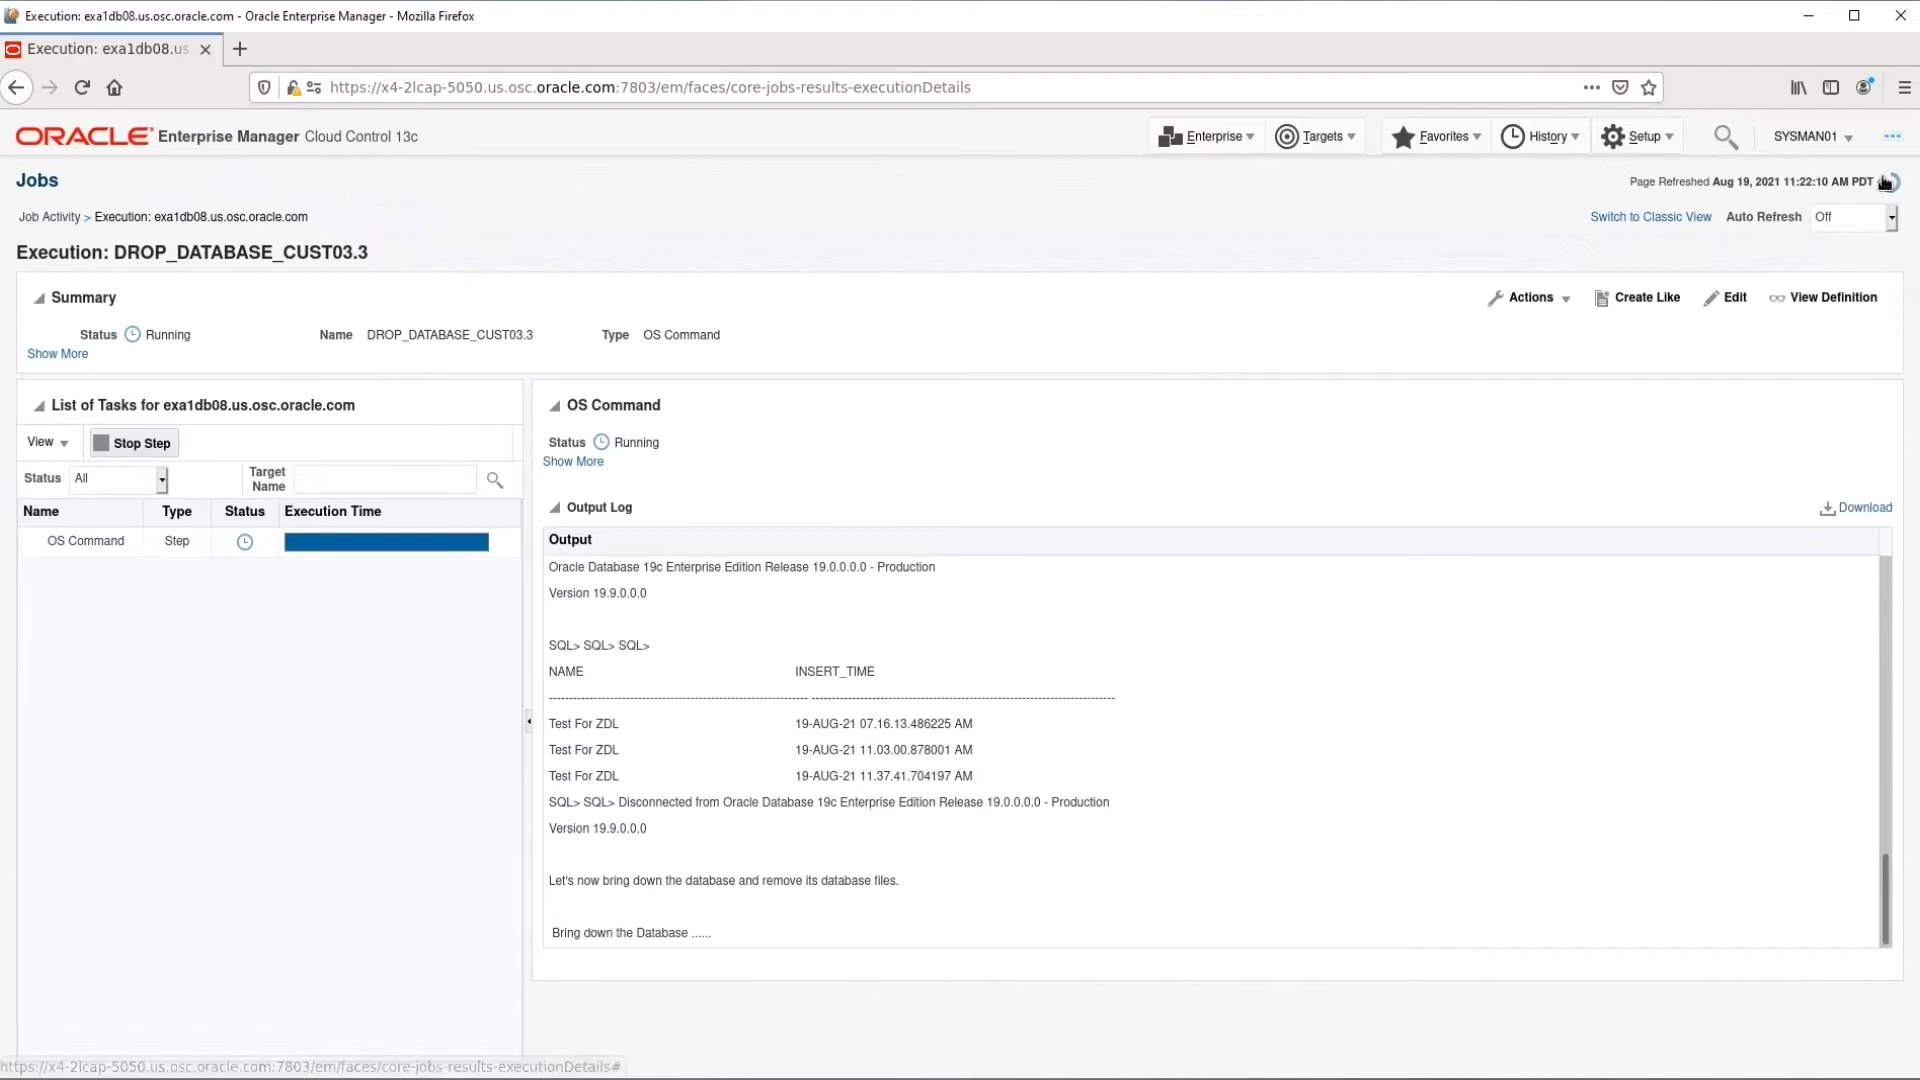 Execution: exa1db08.us.osc.oracle.com - Oracle Enterprise Manager - Mozilla Firefox
Execution: exa1db08.us
https://x4-2lcap-5050.us.osc.oracle.com:7803/em/faces/core-jobs-results-executionDetails
ORACLE Enterprise Manager Cloud Control 13c
Enterprise
Targets
Favorites
History
Setup
SYSMAN01
Jobs
Page Refreshed Aug 19, 2021 11:22:10 AM PDT
Job Activity > Execution: exa1db08.us.osc.oracle.com
Switch to Classic View
Auto Refresh
Off
Execution: DROP_DATABASE_CUST03.3
Summary
Actions
Create Like
Edit
View Definition
Status
Running
Name
DROP_DATABASE_CUST03.3
Type
OS Command
Show More
List of Tasks for exa1db08.us.osc.oracle.com
View
Stop Step
Status
All
Target
Name
Name
Type
Status
Execution Time
OS Command
Step
OS Command
Status
Running
Show More
Output Log
Download
Output
Oracle Database 19c Enterprise Edition Release 19.0.0.0.0 - Production
Version 19.9.0.0.0
SQL> SQL> SQL>
NAME INSERT_TIME
Test For ZDL 19-AUG-21 07.16.13.486225 AM
Test For ZDL 19-AUG-21 11.03.00.878001 AM
Test For ZDL 19-AUG-21 11.37.41.704197 AM
SQL> SQL> Disconnected from Oracle Database 19c Enterprise Edition Release 19.0.0.0.0 - Production
Version 19.9.0.0.0
Let's now bring down the database and remove its database files.
Bring down the Database ......
https://x4-2lcap-5050.us.osc.oracle.com:7803/em/faces/core-jobs-results-executionDetails#